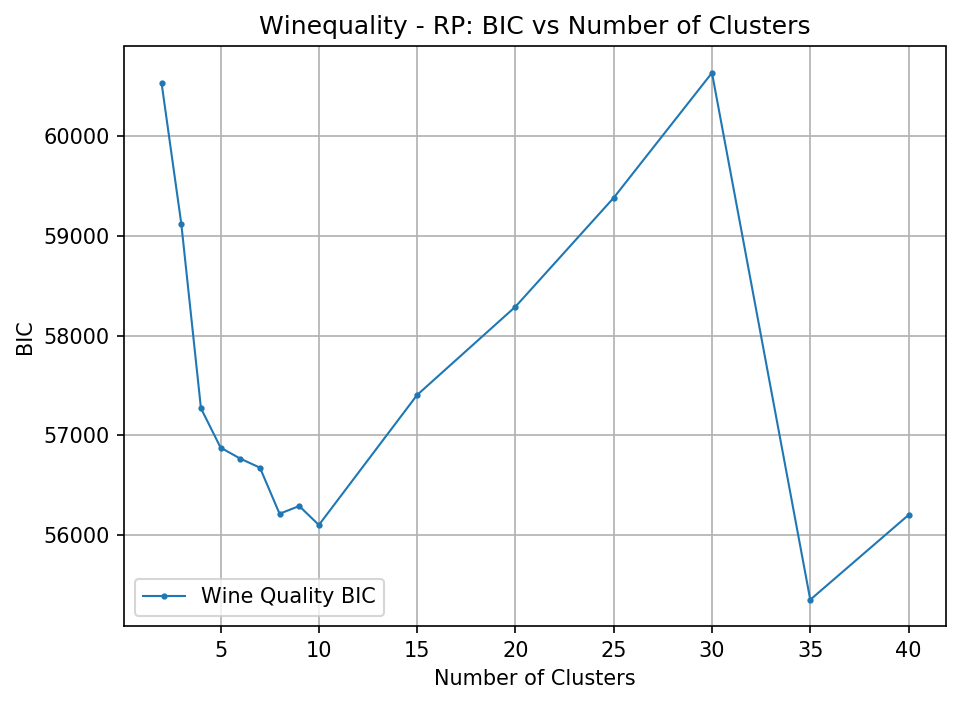 Winequality - RP: BIC vs Number of Clusters
60000
59000
58000
57000
56000
BIC
Wine Quality BIC
5 10 15 20 25 30 35 40
Number of Clusters